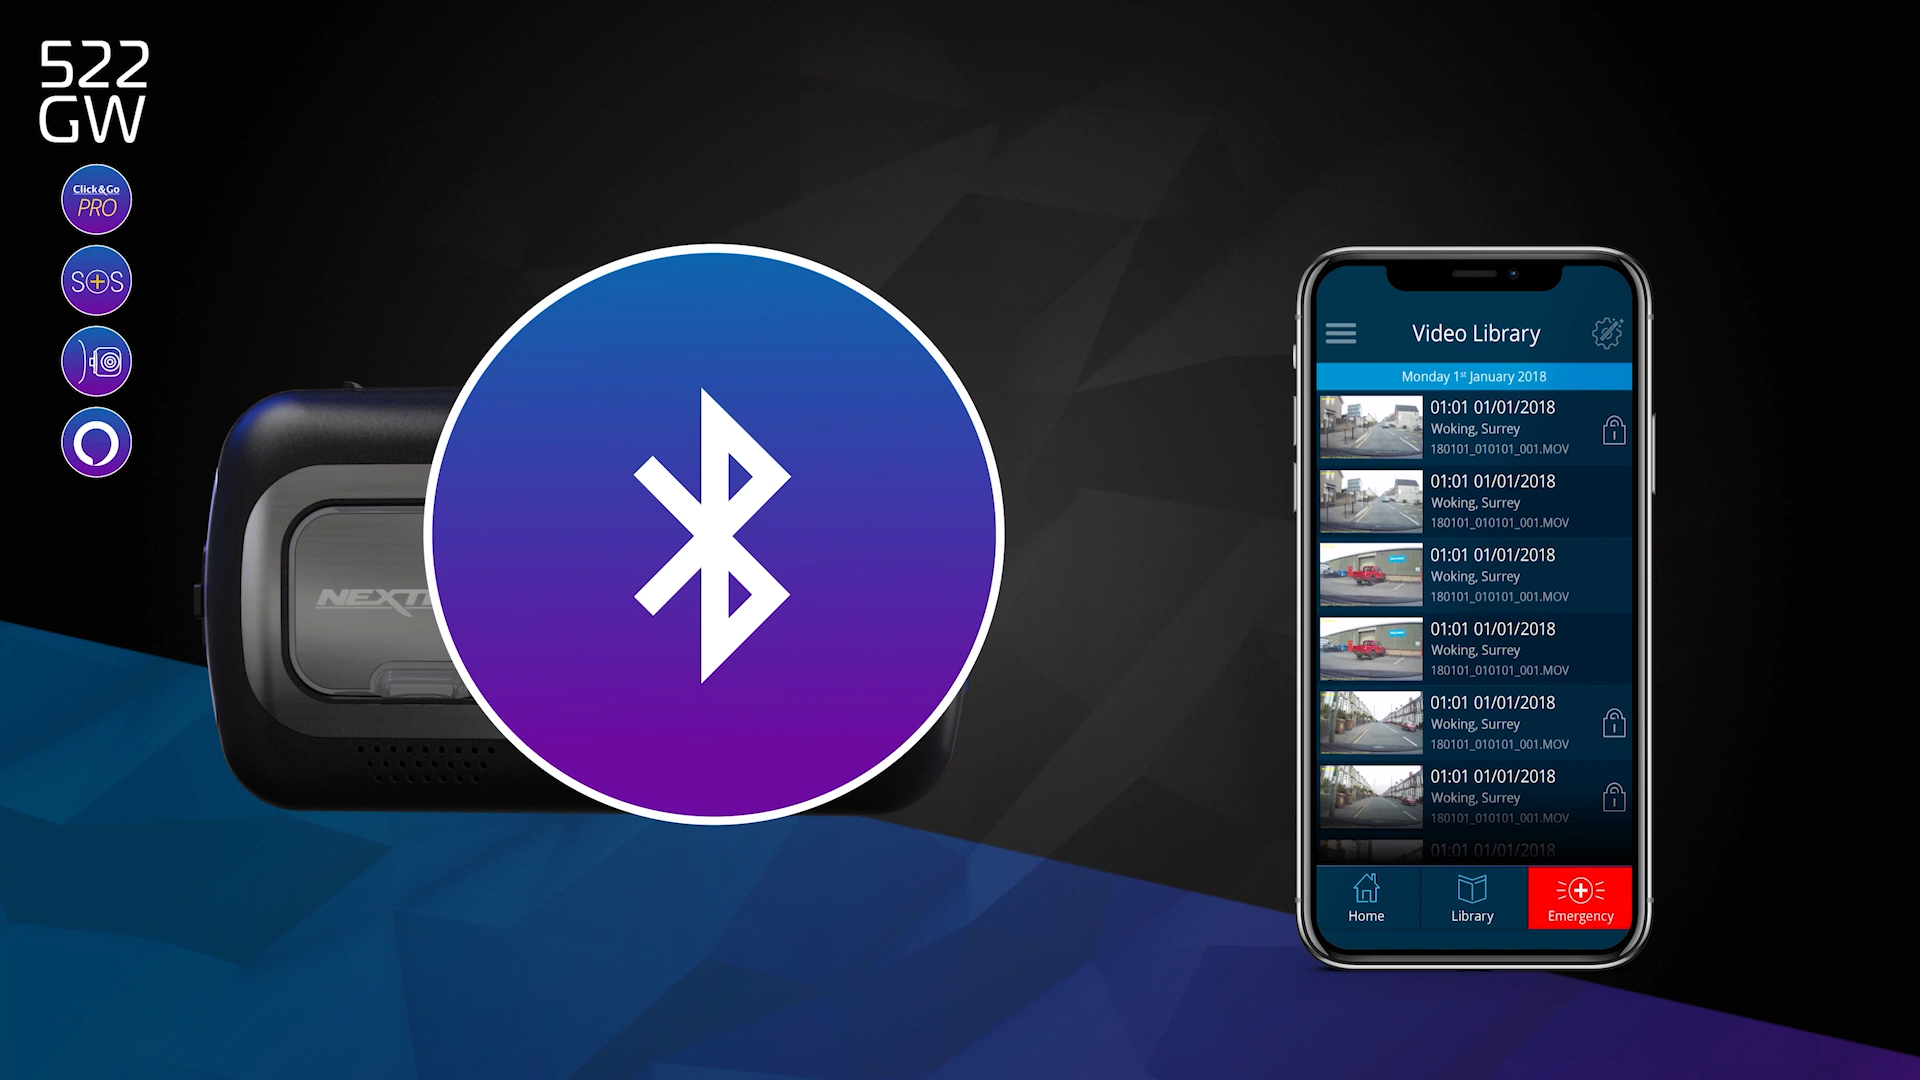 522
GW
Click&Go
PRO
SOS
Video Library
Monday 1st January 2018
01:01 01/01/2018
Woking, Surrey
180101_010101_001.MOV
01:01 01/01/2018
Woking, Surrey
180101_010101_001.MOV
01:01 01/01/2018
Woking, Surrey
180101_010101_001.MOV
01:01 01/01/2018
Woking, Surrey
180101_010101_001.MOV
01:01 01/01/2018
Woking, Surrey
180101_010101_001.MOV
01:01 01/01/2018
Woking, Surrey
180101_010101_001.MOV
01:01 01/01/2018
Home
Library
Emergency